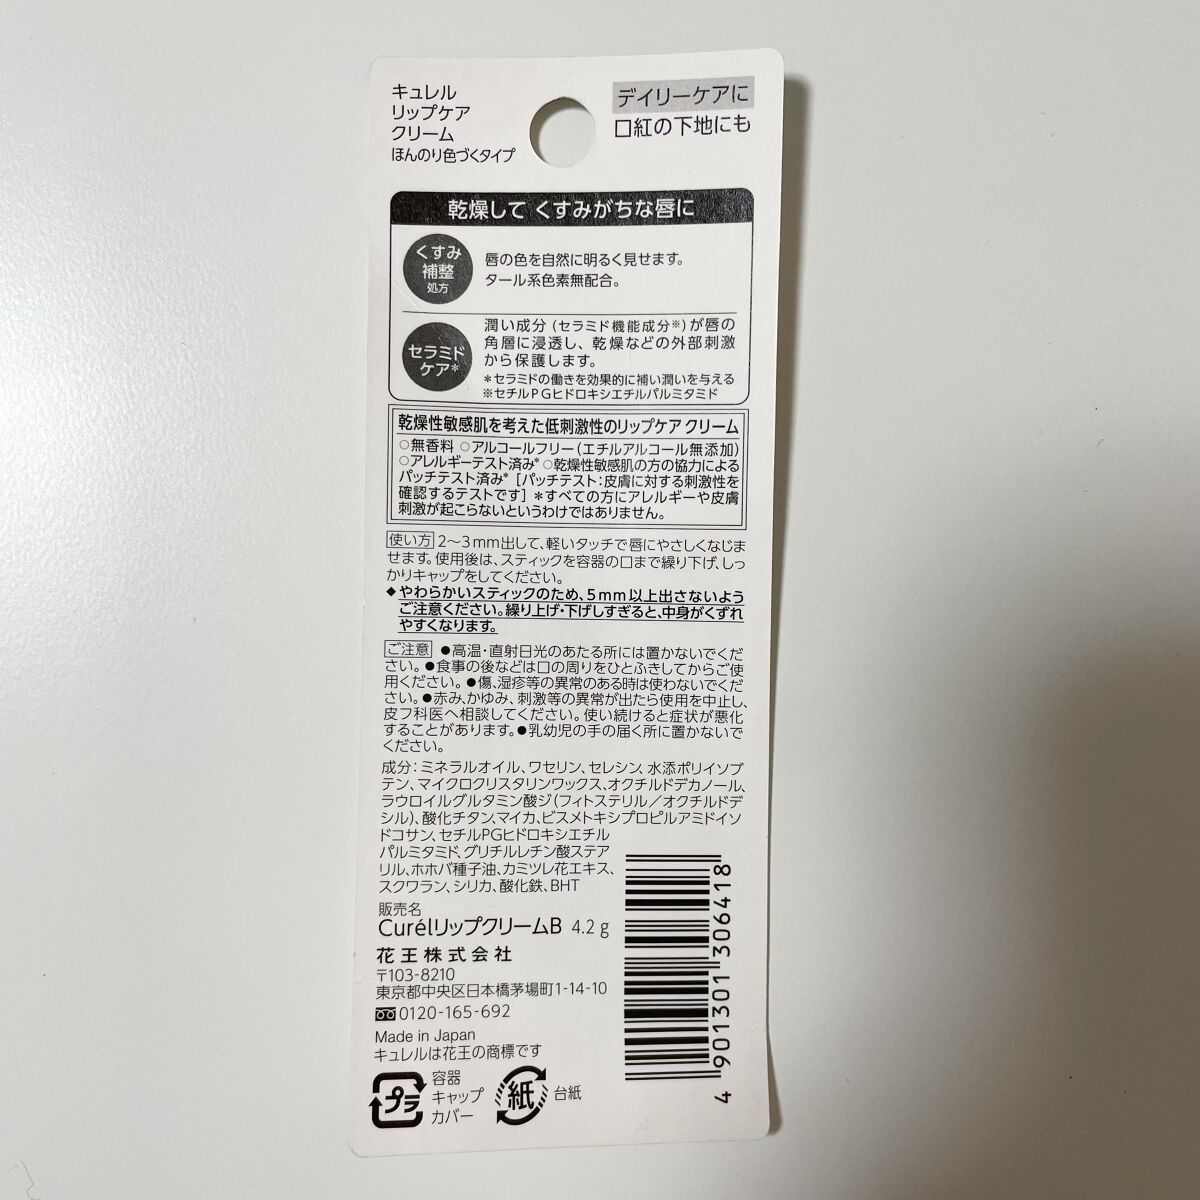 キュレル
リップケア
クリーム
ほんのり色づくタイプ
デイリーケアに
口紅の下地にも
乾燥して くすみがちな唇に
くすみ
補整
処方
唇の色を自然に明るく見せます。
タール系色素無配合。
セラミド
ケア*
潤い成分(セラミド機能成分※)が唇の
角層に浸透し、乾燥などの外部刺激
から保護します。
*セラミドの働きを効果的に補い潤いを与える
※セチルPGヒドロキシエチルパルミタミド
乾燥性敏感肌を考えた低刺激性のリップケア クリーム
○無香料 ○アルコールフリー(エチルアルコール無添加)
○アレルギーテスト済み* ○乾燥性敏感肌の方の協力による
パッチテスト済み* [パッチテスト:皮膚に対する刺激性を
確認するテストです] *すべての方にアレルギーや皮膚
刺激が起こらないというわけではありません。
使い方 2〜3mm出して、軽いタッチで唇にやさしくなじま
せます。使用後は、スティックを容器の口まで繰り下げ、しっ
かりキャップをしてください。
◆やわらかいスティックのため、5mm以上出さないよう
ご注意ください。繰り上げ・下げしすぎると、中身がくずれ
やすくなります。
ご注意 ●高温・直射日光のあたる所には置かないでくだ
さい。●食事の後などは口の周りをひとふきしてからご使
用ください。●傷、湿疹等の異常のある時は使わないでくだ
さい。●赤み、かゆみ、刺激等の異常が出たら使用を中止し、
皮フ科医へ相談してください。使い続けると症状が悪化
することがあります。●乳幼児の手の届く所に置かないで
ください。
成分:ミネラルオイル、ワセリン、セレシン、水添ポリイソブ
テン、マイクロクリスタリンワックス、オクチルドデカノール、
ラウロイルグルタミン酸ジ(フィトステリル/オクチルドデ
シル)、酸化チタン、マイカ、ビスメトキシプロピルアミドイソ
ドコサン、セチルPGヒドロキシエチル
パルミタミド、グリチルレチン酸ステア
リル、ホホバ種子油、カミツレ花エキス、
スクワラン、シリカ、酸化鉄、BHT
販売名
CurélリップクリームB 4.2g
花王株式会社
〒103-8210
東京都中央区日本橋茅場町1-14-10
0120-165-692
Made in Japan
キュレルは花王の商標です
プラ
容器
キャップ
カバー
紙
台紙
4 901301 306418